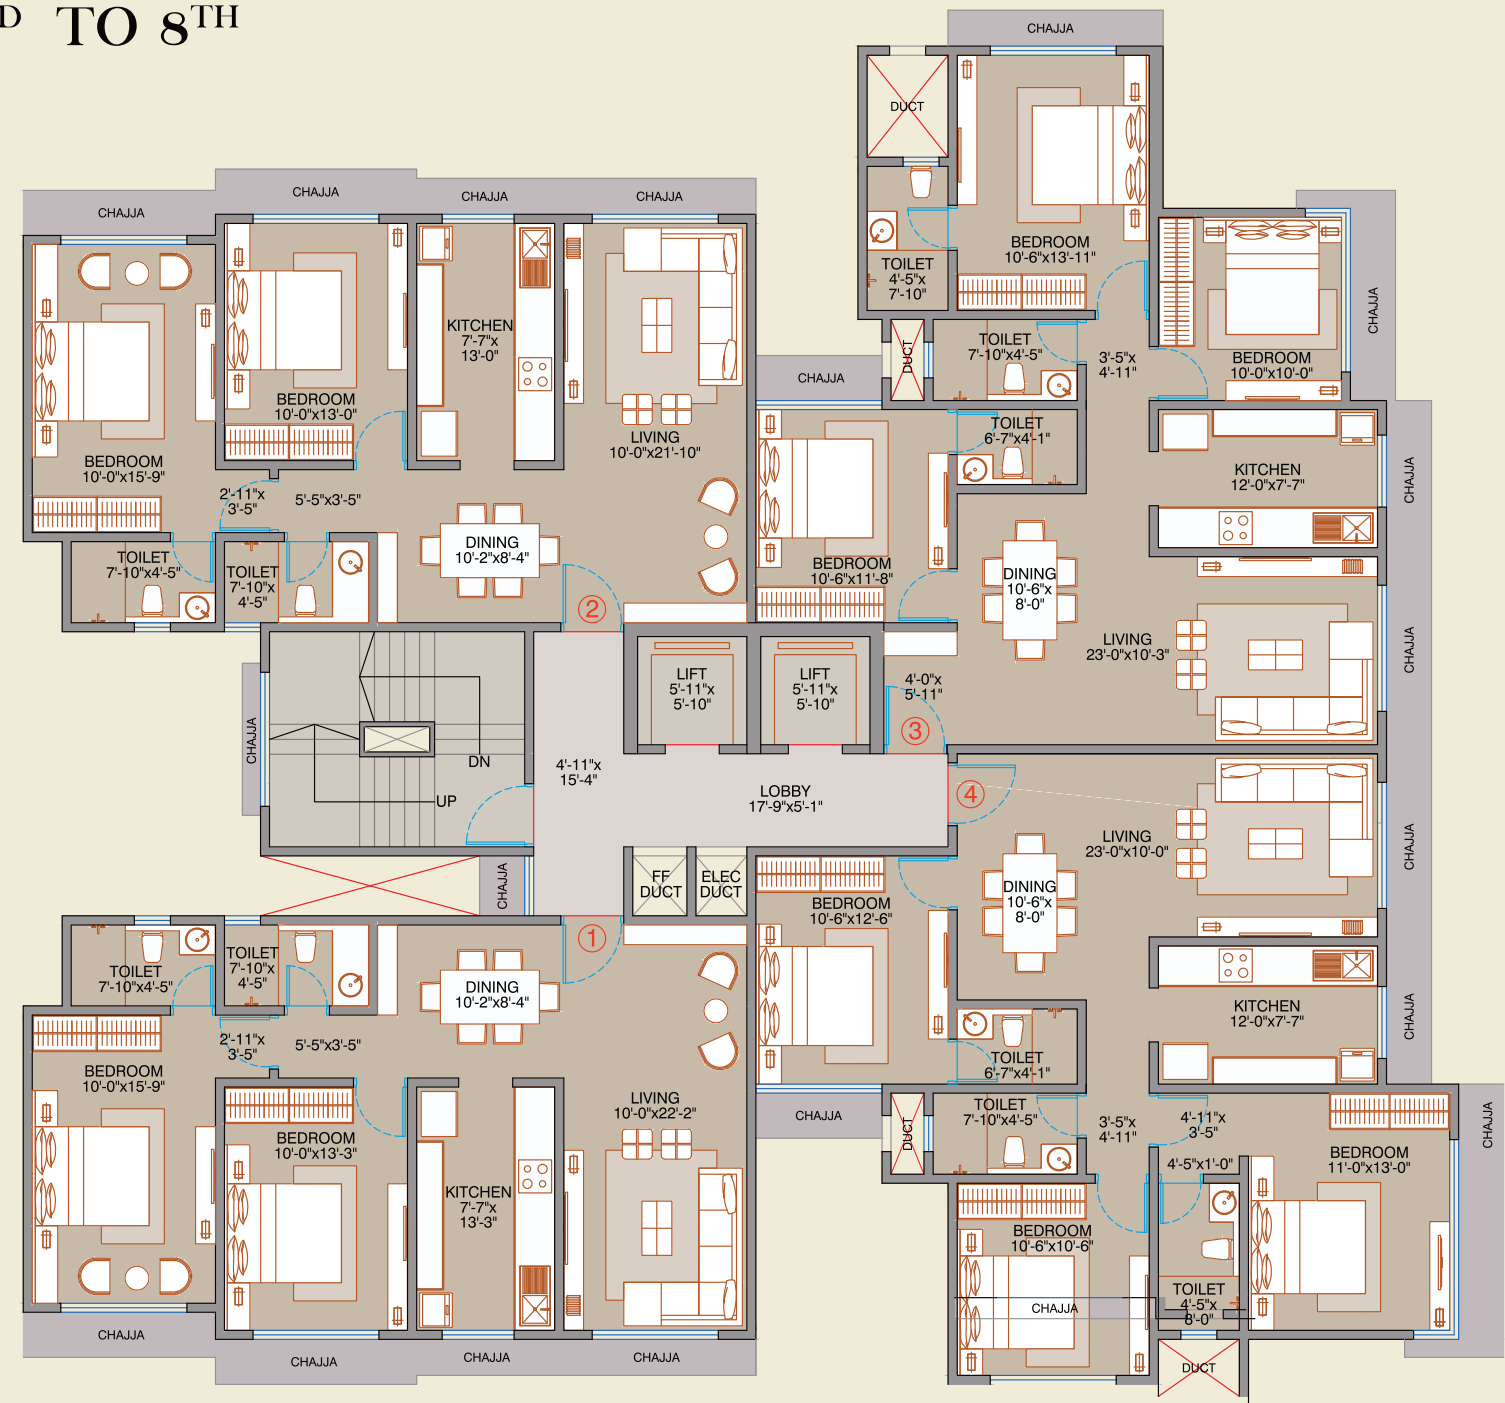 D TO 8TH
CHAJJA
DUCT
BEDROOM
10'-6"x13'-11"
TOILET
4'-5"x
7'-10"
CHAJJA
CHAJJA
CHAJJA
CHAJJA
CHAJJA
BEDROOM
10'-0"x15'-9"
BEDROOM
10'-0"x13'-0"
KITCHEN
7'-7"x
13'-0"
LIVING
10'-0"x21'-10"
DUCT
TOILET
7'-10"x4'-5"
3'-5"x
4'-11"
BEDROOM
10'-0"x10'-0"
CHAJJA
TOILET
6'-7"x4'-1"
KITCHEN
12'-0"x7'-7"
CHAJJA
2'-11"x
3'-5"
5'-5"x3'-5"
TOILET
7'-10"x4'-5"
TOILET
7'-10"x
4'-5"
DINING
10'-2"x8'-4"
2
BEDROOM
10'-6"x11'-8"
DINING
10'-6"x
8'-0"
LIVING
23'-0"x10'-3"
CHAJJA
CHAJJA
DN
UP
LIFT
5'-11"x
5'-10"
LIFT
5'-11"x
5'-10"
4'-0"x
5'-11"
3
4'-11"x
15'-4"
LOBBY
17'-9"x5'-1"
4
LIVING
23'-0"x10'-0"
CHAJJA
CHAJJA
FF
DUCT
ELEC
DUCT
BEDROOM
10'-6"x12'-6"
DINING
10'-6"x
8'-0"
1
TOILET
7'-10"x4'-5"
TOILET
7'-10"x
4'-5"
DINING
10'-2"x8'-4"
KITCHEN
12'-0"x7'-7"
CHAJJA
2'-11"x
3'-5"
5'-5"x3'-5"
TOILET
6'-7"x4'-1"
BEDROOM
10'-0"x15'-9"
BEDROOM
10'-0"x13'-3"
KITCHEN
7'-7"x
13'-3"
LIVING
10'-0"x22'-2"
CHAJJA
DUCT
TOILET
7'-10"x4'-5"
3'-5"x
4'-11"
4'-11"x
3'-5"
4'-5"x1'-0"
BEDROOM
11'-0"x13'-0"
CHAJJA
BEDROOM
10'-6"x10'-6"
CHAJJA
TOILET
4'-5"x
8'-0"
DUCT
CHAJJA
CHAJJA
CHAJJA
CHAJJA